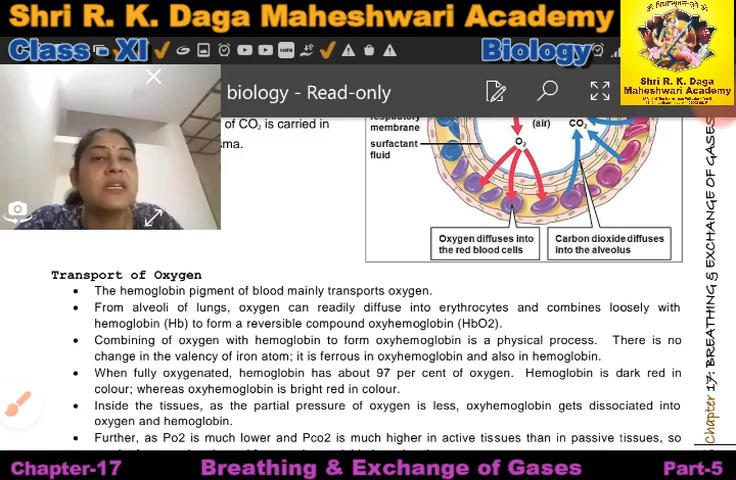 Shri R. K. Daga Maheshwari Academy
Class - XI
Biology
Shri R. K. Daga
Maheshwari Academy
biology - Read-only
of CO₂ is carried in
sma.
respiratory
membrane
surfactant
fluid
(air)
CO₂
O₂
Oxygen diffuses into
the red blood cells
Carbon dioxide diffuses
into the alveolus
Transport of Oxygen
• The hemoglobin pigment of blood mainly transports oxygen.
• From alveoli of lungs, oxygen can readily diffuse into erythrocytes and combines loosely with
hemoglobin (Hb) to form a reversible compound oxyhemoglobin (HbO2).
• Combining of oxygen with hemoglobin to form oxyhemoglobin is a physical process. There is no
change in the valency of iron atom; it is ferrous in oxyhemoglobin and also in hemoglobin.
• When fully oxygenated, hemoglobin has about 97 per cent of oxygen. Hemoglobin is dark red in
colour; whereas oxyhemoglobin is bright red in colour.
• Inside the tissues, as the partial pressure of oxygen is less, oxyhemoglobin gets dissociated into
oxygen and hemoglobin.
• Further, as Po2 is much lower and Pco2 is much higher in active tissues than in passive tissues, so
Chapter 17: BREATHING & EXCHANGE OF GASES
Chapter-17
Breathing & Exchange of Gases
Part-5